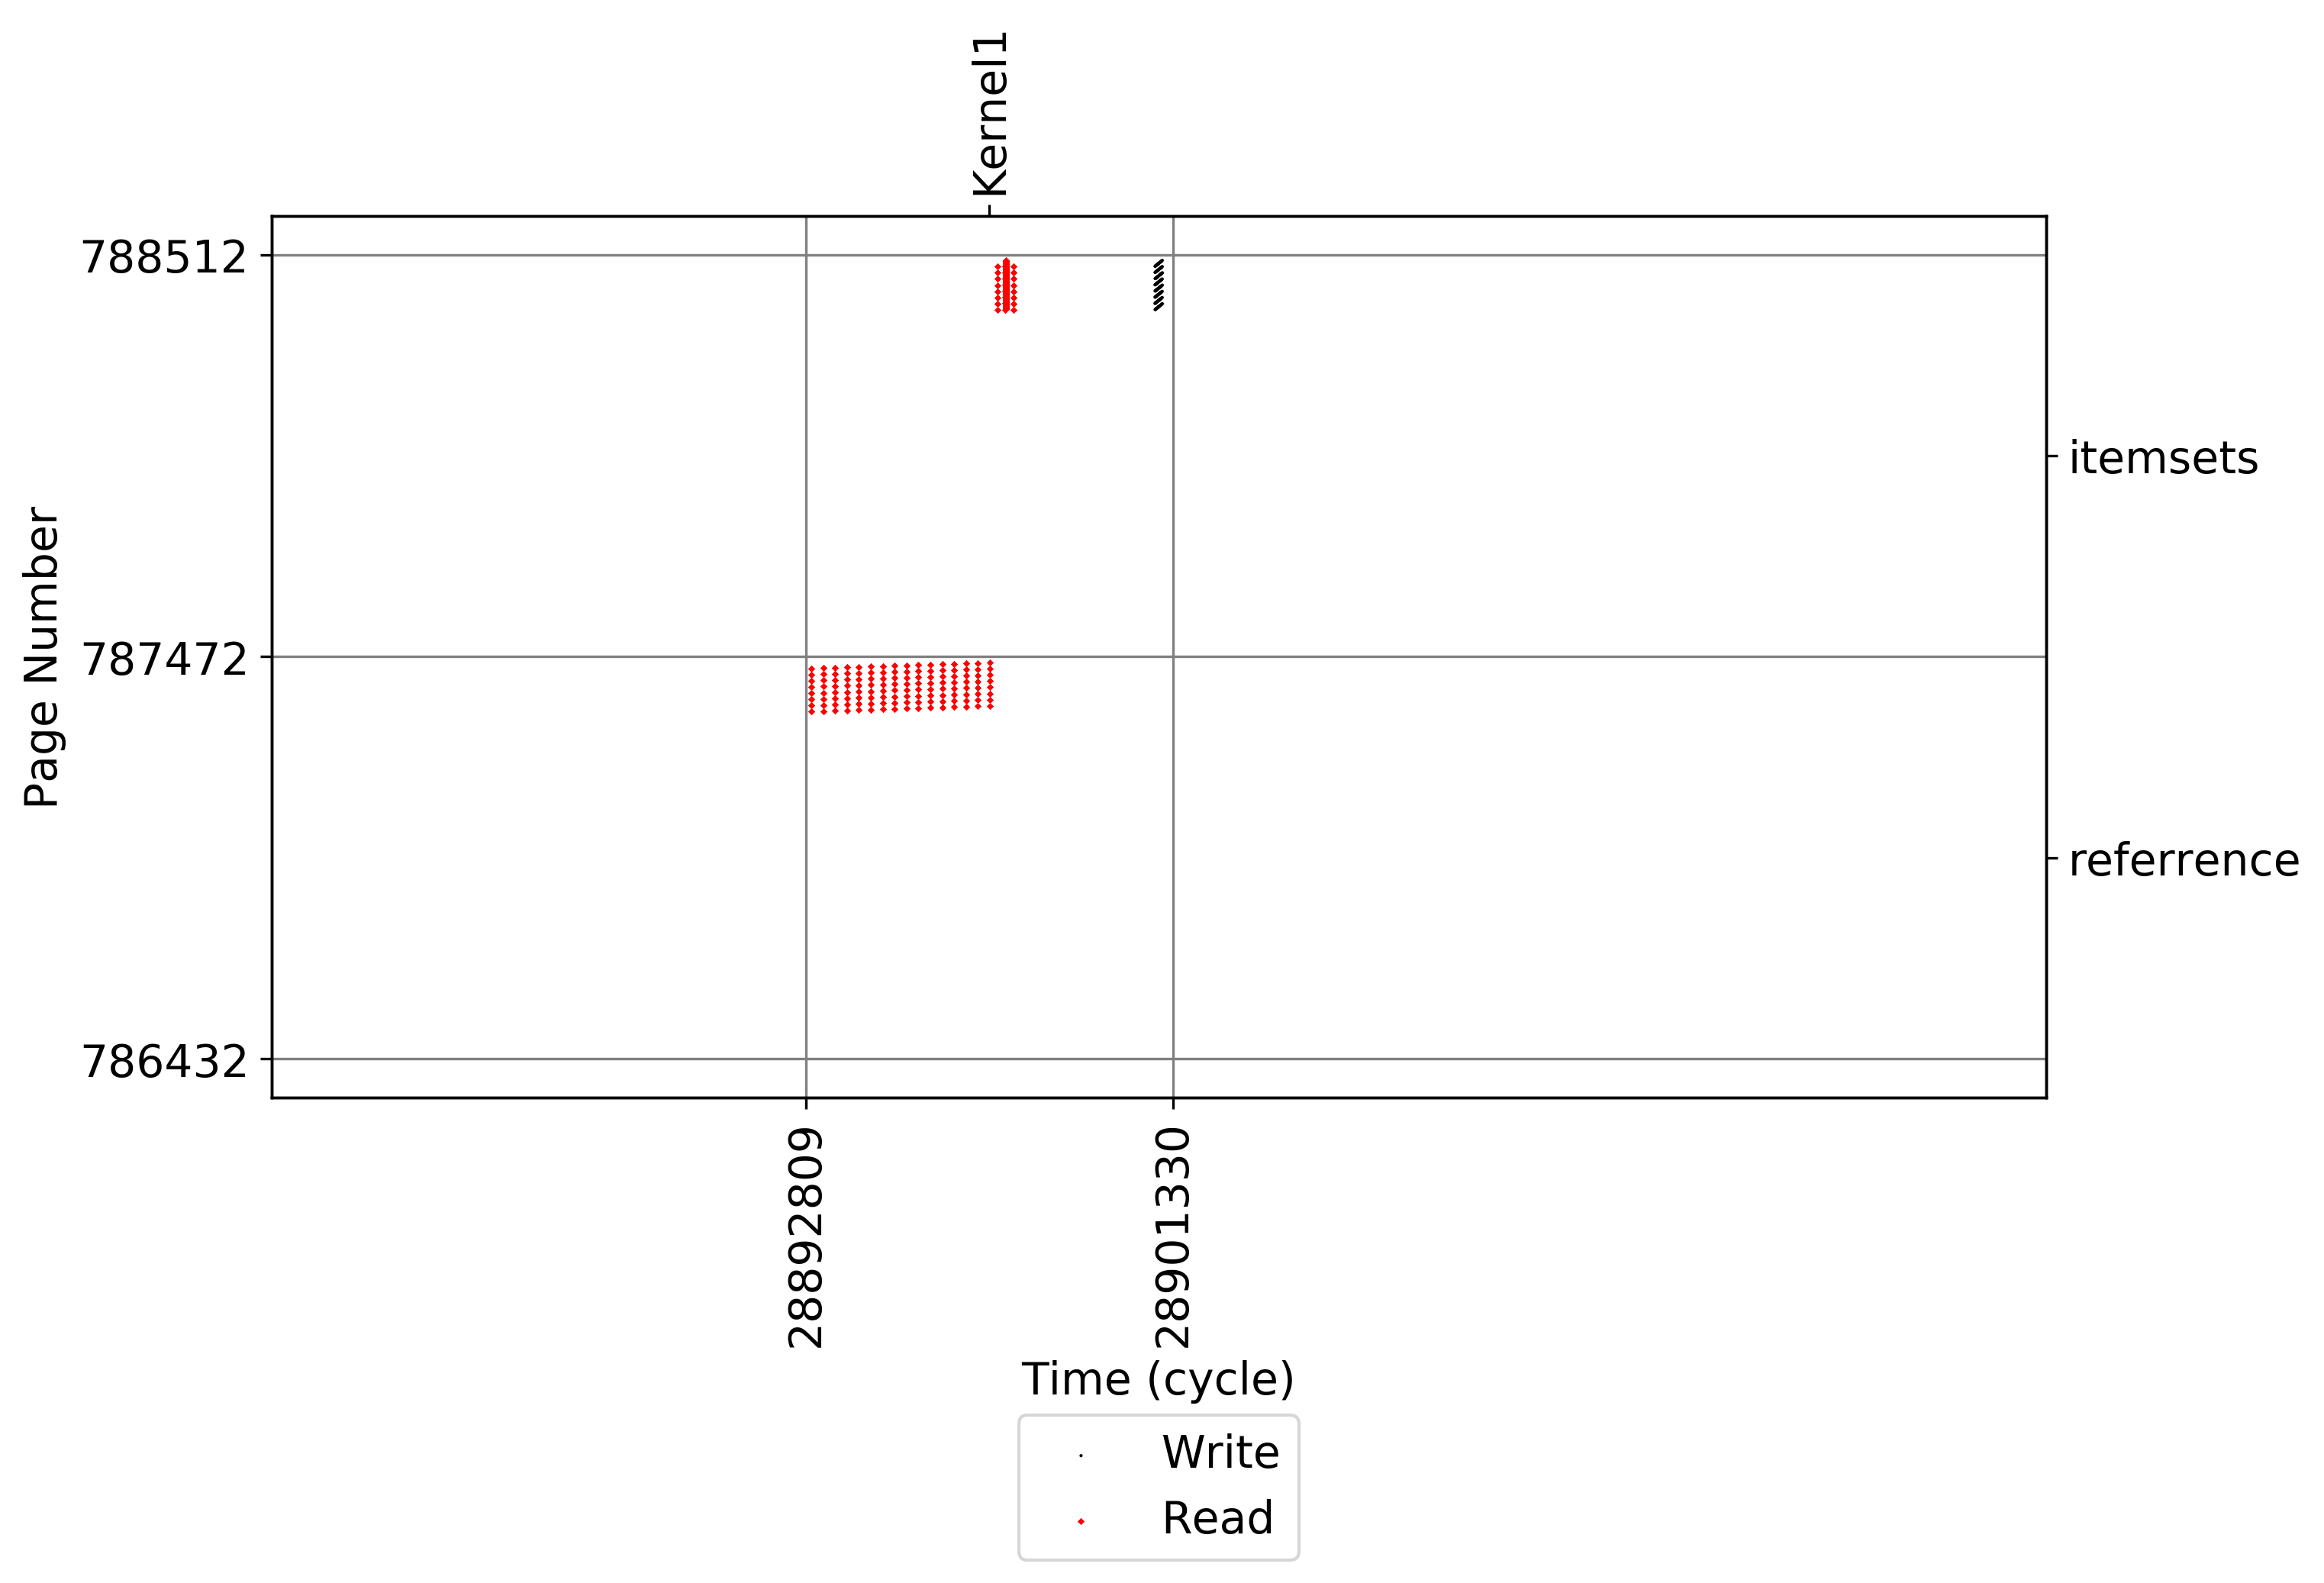 Kernel1
788512
787472
786432
Page Number
itemsets
referrence
28892809
28901330
Time (cycle)
Write
Read